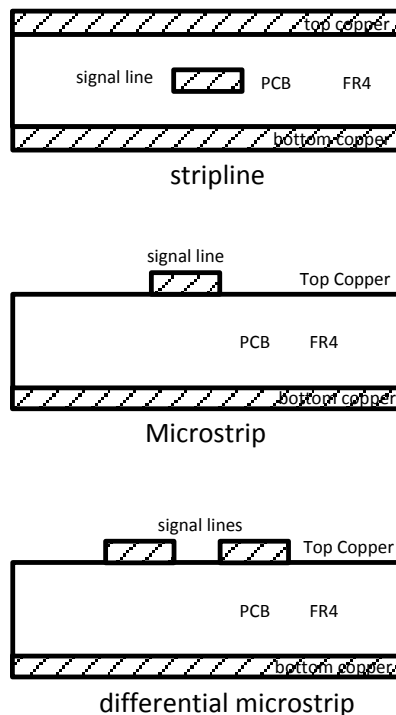 top copper
signal line PCB FR4
bottom copper
stripline
signal line
Top Copper
PCB FR4
bottom copper
Microstrip
signal lines
Top Copper
PCB FR4
bottom copper
differential microstrip